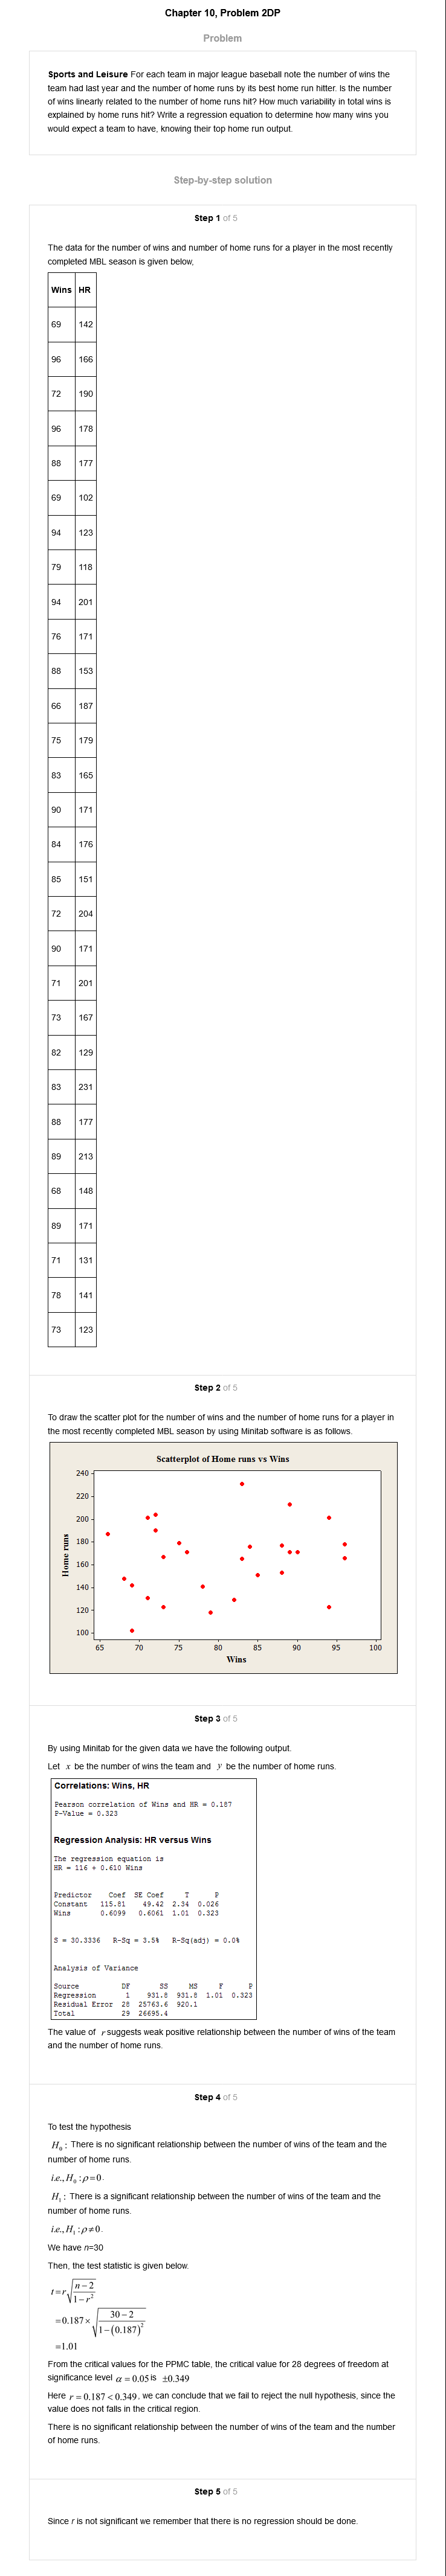 Chapter 10, Problem 2DP
Problem
Sports and Leisure For each team in major league baseball note the number of wins the
team had last year and the number of home runs by its best home run hitter. Is the number
of wins linearly related to the number of home runs hit? How much variability in total wins is
explained by home runs hit? Write a regression equation to determine how many wins you
would expect a team to have, knowing their top home run output.
Step-by-step solution
Step 1 of 5
The data for the number of wins and number of home runs for a player in the most recently
completed MBL season is given below,
Wins HR
69 142
96 166
72 190
96 178
88 177
69 102
94 123
79 118
94 201
76 171
88 153
66 187
75 179
83 165
90 171
84 176
85 151
72 204
90 171
71 201
73 167
82 129
83 231
88 177
89 213
68 148
89 171
71 131
78 141
73 123
Step 2 of 5
To draw the scatter plot for the number of wins and the number of home runs for a player in
the most recently completed MBL season by using Minitab software is as follows.
Scatterplot of Home runs vs Wins
240
220
200
180
160
140
120
100
Home runs
65 70 75 80 85 90 95 100
Wins
Step 3 of 5
By using Minitab for the given data we have the following output.
Let x be the number of wins the team and y be the number of home runs.
Correlations: Wins, HR
Pearson correlation of Wins and HR = 0.187
P-Value = 0.323
Regression Analysis: HR versus Wins
The regression equation is
HR = 116 + 0.610 Wins
Predictor Coef SE Coef T P
Constant 115.81 49.42 2.34 0.026
Wins 0.6099 0.6061 1.01 0.323
S = 30.3336 R-Sq = 3.5% R-Sq(adj) = 0.0%
Analysis of Variance
Source DF SS MS F P
Regression 1 931.8 931.8 1.01 0.323
Residual Error 28 25763.6 920.1
Total 29 26695.4
The value of r suggests weak positive relationship between the number of wins of the team
and the number of home runs.
Step 4 of 5
To test the hypothesis
H₀ : There is no significant relationship between the number of wins of the team and the
number of home runs.
i.e., H₀ : ρ = 0.
H₁ : There is a significant relationship between the number of wins of the team and the
number of home runs.
i.e., H₁ : ρ ≠ 0.
We have n=30
Then, the test statistic is given below.
t = r√((n − 2)/(1 − r²))
= 0.187 × √((30 − 2)/(1 − (0.187)²))
= 1.01
From the critical values for the PPMC table, the critical value for 28 degrees of freedom at
significance level α = 0.05 is ±0.349
Here r = 0.187 < 0.349, we can conclude that we fail to reject the null hypothesis, since the
value does not falls in the critical region.
There is no significant relationship between the number of wins of the team and the number
of home runs.
Step 5 of 5
Since r is not significant we remember that there is no regression should be done.